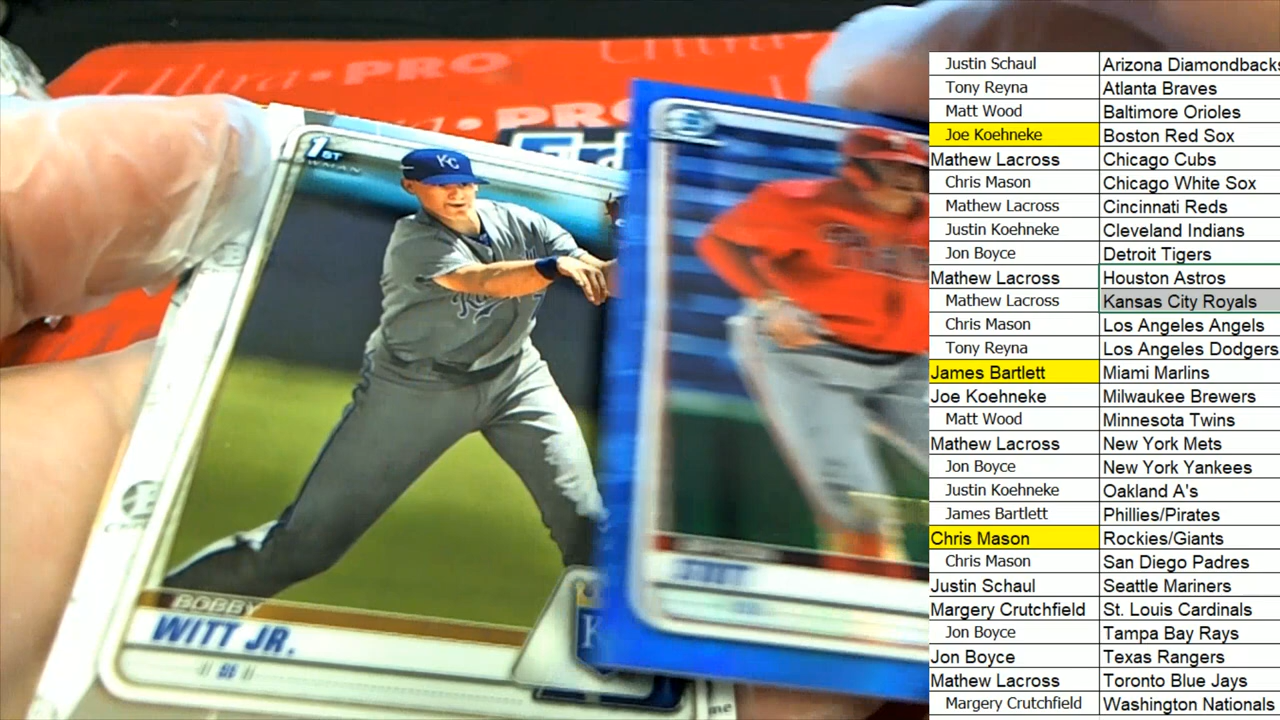 Ultra PRO
Ultra PRO
1ST
BOWMAN
KC
BOBBY
WITT JR.
SS
Justin Schaul Arizona Diamondbacks
Tony Reyna Atlanta Braves
Matt Wood Baltimore Orioles
Joe Koehneke Boston Red Sox
Mathew Lacross Chicago Cubs
Chris Mason Chicago White Sox
Mathew Lacross Cincinnati Reds
Justin Koehneke Cleveland Indians
Jon Boyce Detroit Tigers
Mathew Lacross Houston Astros
Mathew Lacross Kansas City Royals
Chris Mason Los Angeles Angels
Tony Reyna Los Angeles Dodgers
James Bartlett Miami Marlins
Joe Koehneke Milwaukee Brewers
Matt Wood Minnesota Twins
Mathew Lacross New York Mets
Jon Boyce New York Yankees
Justin Koehneke Oakland A's
James Bartlett Phillies/Pirates
Chris Mason Rockies/Giants
Chris Mason San Diego Padres
Justin Schaul Seattle Mariners
Margery Crutchfield St. Louis Cardinals
Jon Boyce Tampa Bay Rays
Jon Boyce Texas Rangers
Mathew Lacross Toronto Blue Jays
Margery Crutchfield Washington Nationals